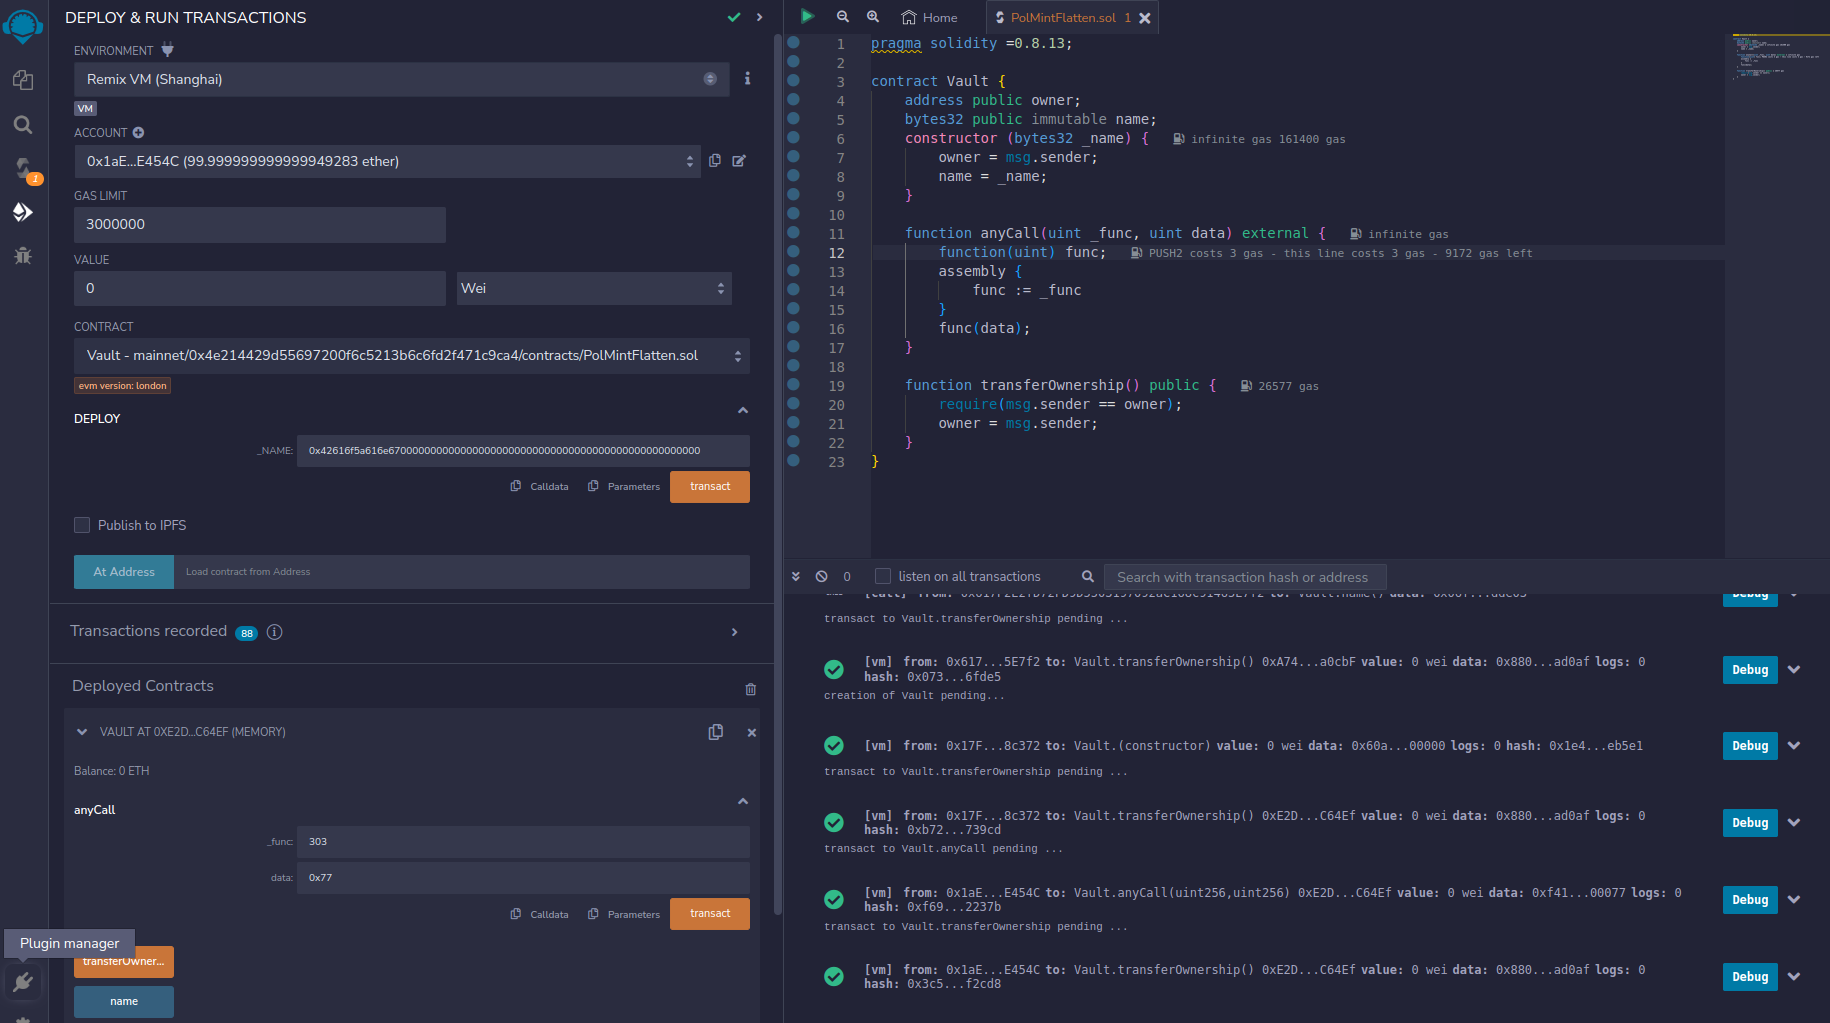 DEPLOY & RUN TRANSACTIONS
ENVIRONMENT
Remix VM (Shanghai)
VM
ACCOUNT
0x1aE...E454C (99.999999999999949283 ether)
GAS LIMIT
3000000
VALUE
0
Wei
CONTRACT
Vault - mainnet/0x4e214429d55697200f6c5213b6c6fd2f471c9ca4/contracts/PolMintFlatten.sol
evm version: london
DEPLOY
_NAME:
Calldata
Parameters
transact
Publish to IPFS
At Address
Load contract from Address
Transactions recorded 88
Deployed Contracts
VAULT AT 0XE2D...C64EF (MEMORY)
Balance: 0 ETH
anyCall
_func: 303
data: 0x77
Calldata
Parameters
transact
Plugin manager
transferOwner...
name
1
Home
PolMintFlatten.sol 1
1 pragma solidity =0.8.13;
2
3 contract Vault {
4 address public owner;
5 bytes32 public immutable name;
6 constructor (bytes32 _name) { infinite gas 161400 gas
7 owner = msg.sender;
8 name = _name;
9 }
10
11 function anyCall(uint _func, uint data) external { infinite gas
12 function(uint) func; PUSH2 costs 3 gas - this line costs 3 gas - 9172 gas left
13 assembly {
14 func := _func
15 }
16 func(data);
17 }
18
19 function transferOwnership() public { 26577 gas
20 require(msg.sender == owner);
21 owner = msg.sender;
22 }
23 }
0
listen on all transactions
Search with transaction hash or address
Debug
transact to Vault.transferOwnership pending ...
[vm] from: 0x617...5E7f2 to: Vault.transferOwnership() 0xA74...a0cbF value: 0 wei data: 0x880...ad0af logs: 0
hash: 0x073...6fde5
Debug
creation of Vault pending...
[vm] from: 0x17F...8c372 to: Vault.(constructor) value: 0 wei data: 0x60a...00000 logs: 0 hash: 0x1e4...eb5e1
Debug
transact to Vault.transferOwnership pending ...
[vm] from: 0x17F...8c372 to: Vault.transferOwnership() 0xE2D...C64Ef value: 0 wei data: 0x880...ad0af logs: 0
hash: 0xb72...739cd
Debug
transact to Vault.anyCall pending ...
[vm] from: 0x1aE...E454C to: Vault.anyCall(uint256,uint256) 0xE2D...C64Ef value: 0 wei data: 0xf41...00077 logs: 0
hash: 0xf69...2237b
Debug
transact to Vault.transferOwnership pending ...
[vm] from: 0x1aE...E454C to: Vault.transferOwnership() 0xE2D...C64Ef value: 0 wei data: 0x880...ad0af logs: 0
hash: 0x3c5...f2cd8
Debug